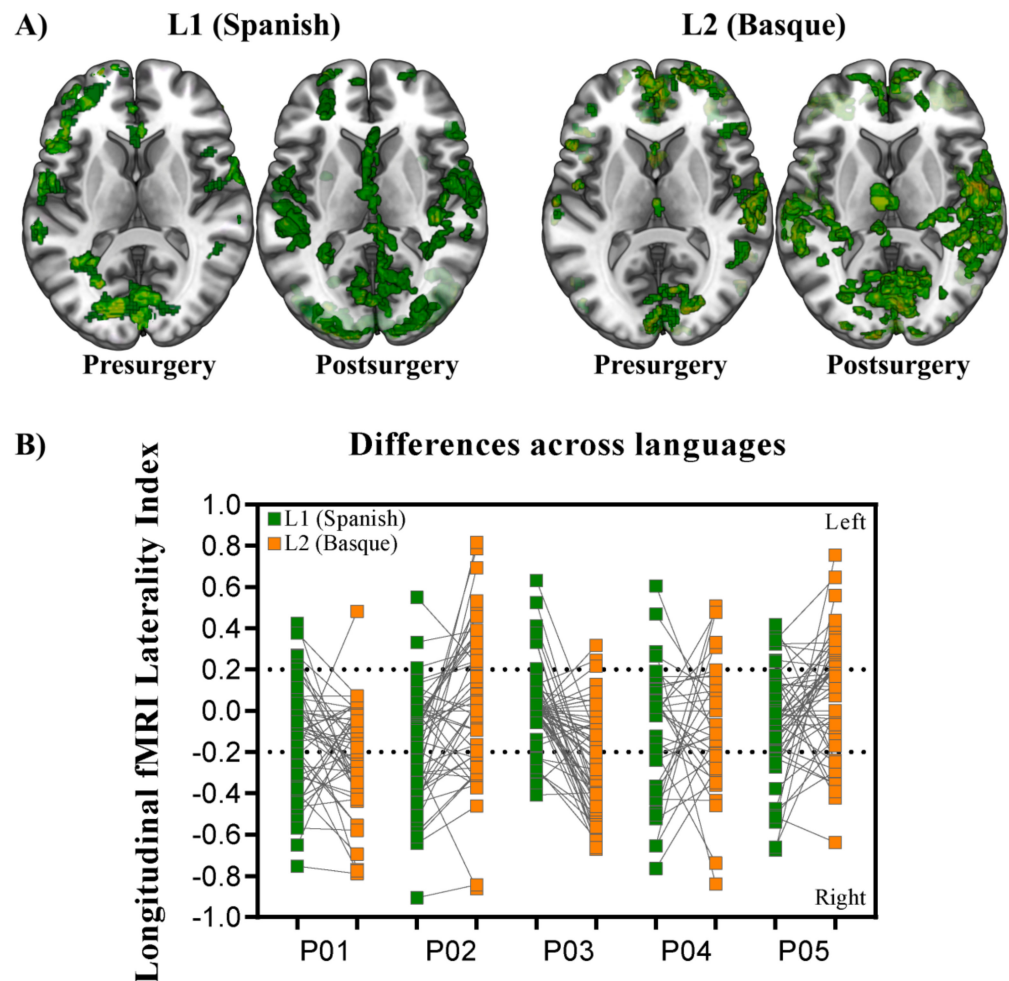 A)
L1 (Spanish)
L2 (Basque)
Presurgery
Postsurgery
Presurgery
Postsurgery
B)
Differences across languages
Longitudinal fMRI Laterality Index
1.0
0.8
0.6
0.4
0.2
0.0
-0.2
-0.4
-0.6
-0.8
-1.0
L1 (Spanish)
L2 (Basque)
Left
Right
P01 P02 P03 P04 P05